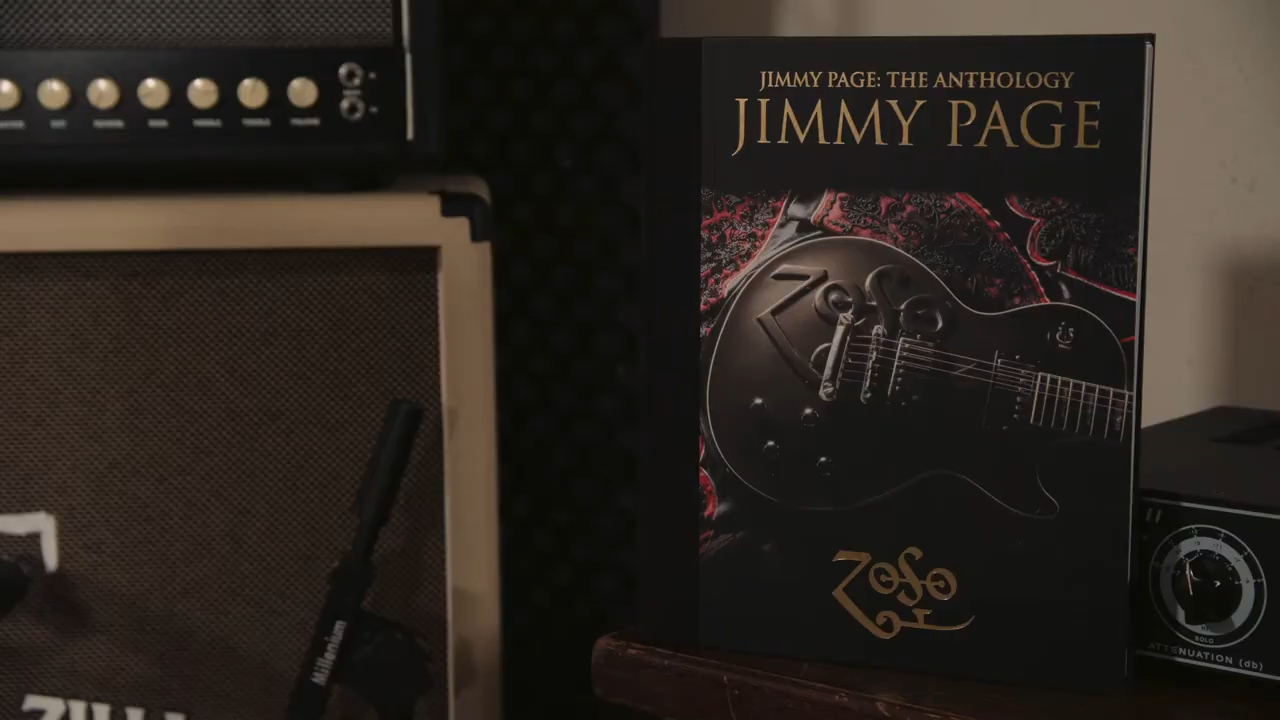 JIMMY PAGE: THE ANTHOLOGY
JIMMY PAGE
ZOSO
Millenium
SOLO
ATTENUATION (db)